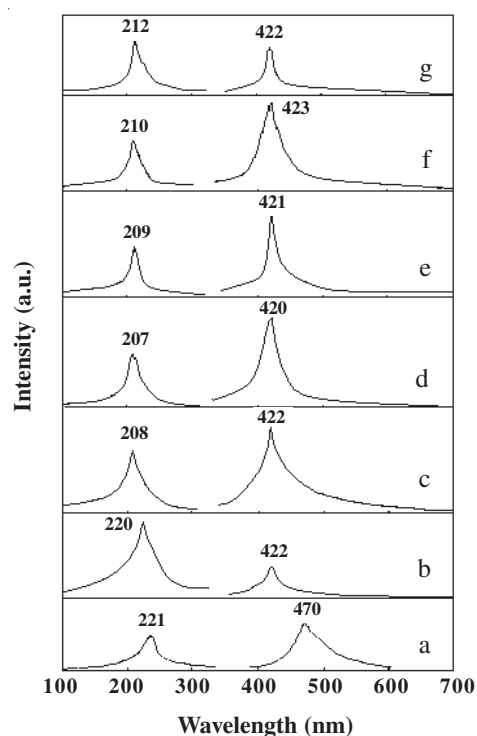 212 422
g
210 423
f
209 421
e
207 420
d
208 422
c
220 422
b
221 470
a
100 200 300 400 500 600 700
Wavelength (nm)
Intensity (a.u.)